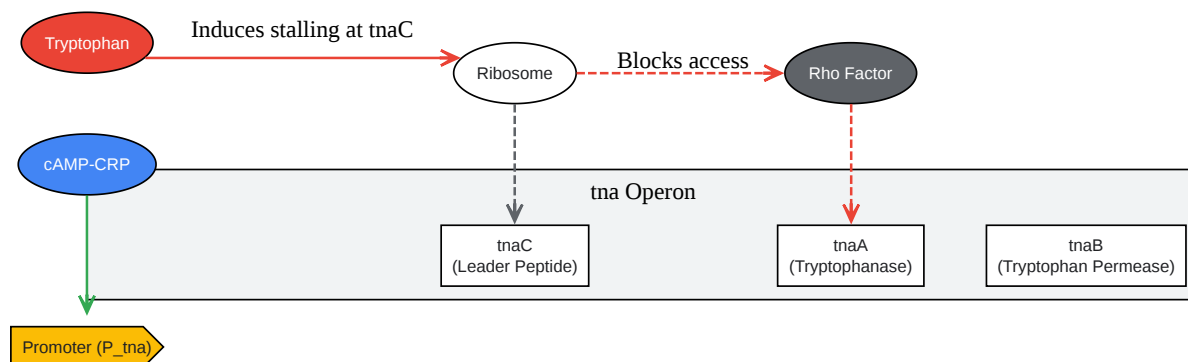 Induces stalling at tnaC
Tryptophan
Ribosome
Blocks access
Rho Factor
cAMP-CRP
tna Operon
tnaC
(Leader Peptide)
tnaA
(Tryptophanase)
tnaB
(Tryptophan Permease)
Promoter (P_tna)